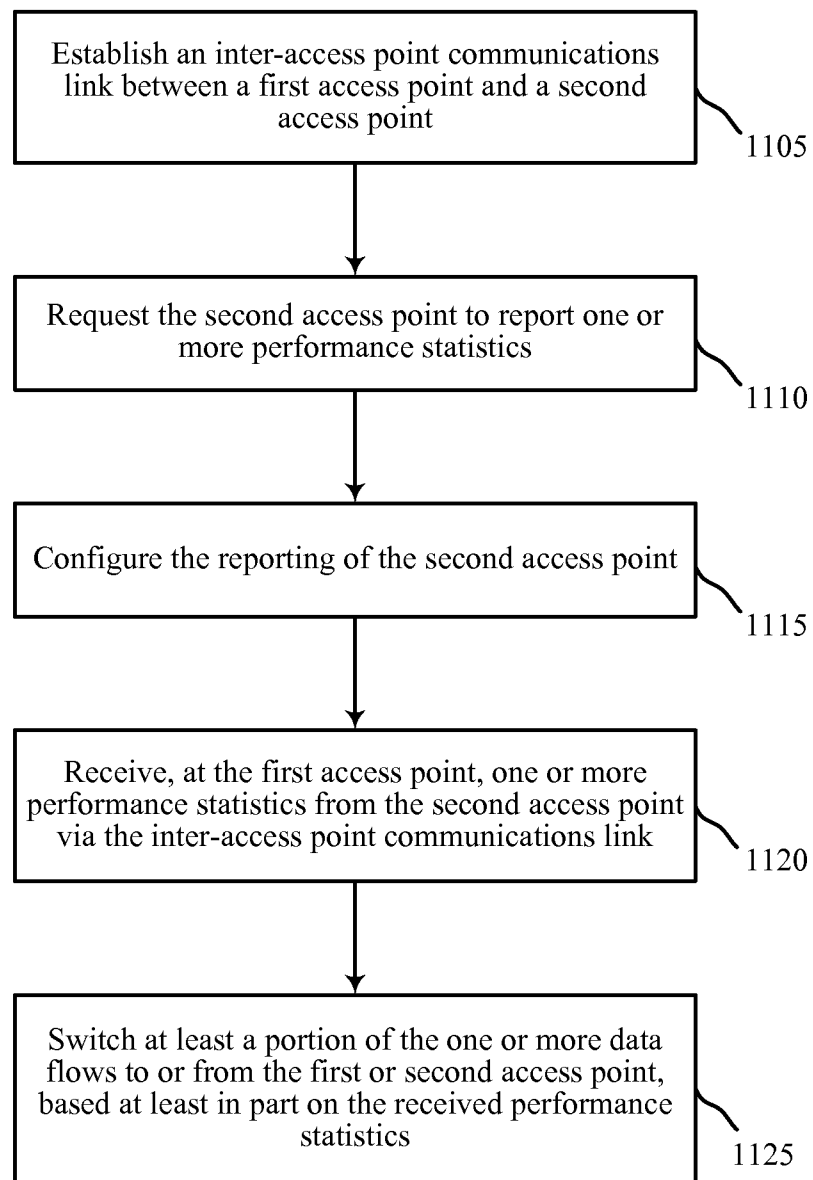 Establish an inter-access point communications
link between a first access point and a second
access point
1105
Request the second access point to report one or
more performance statistics
1110
Configure the reporting of the second access point
1115
Receive, at the first access point, one or more
performance statistics from the second access point
via the inter-access point communications link
1120
Switch at least a portion of the one or more data
flows to or from the first or second access point,
based at least in part on the received performance
statistics
1125